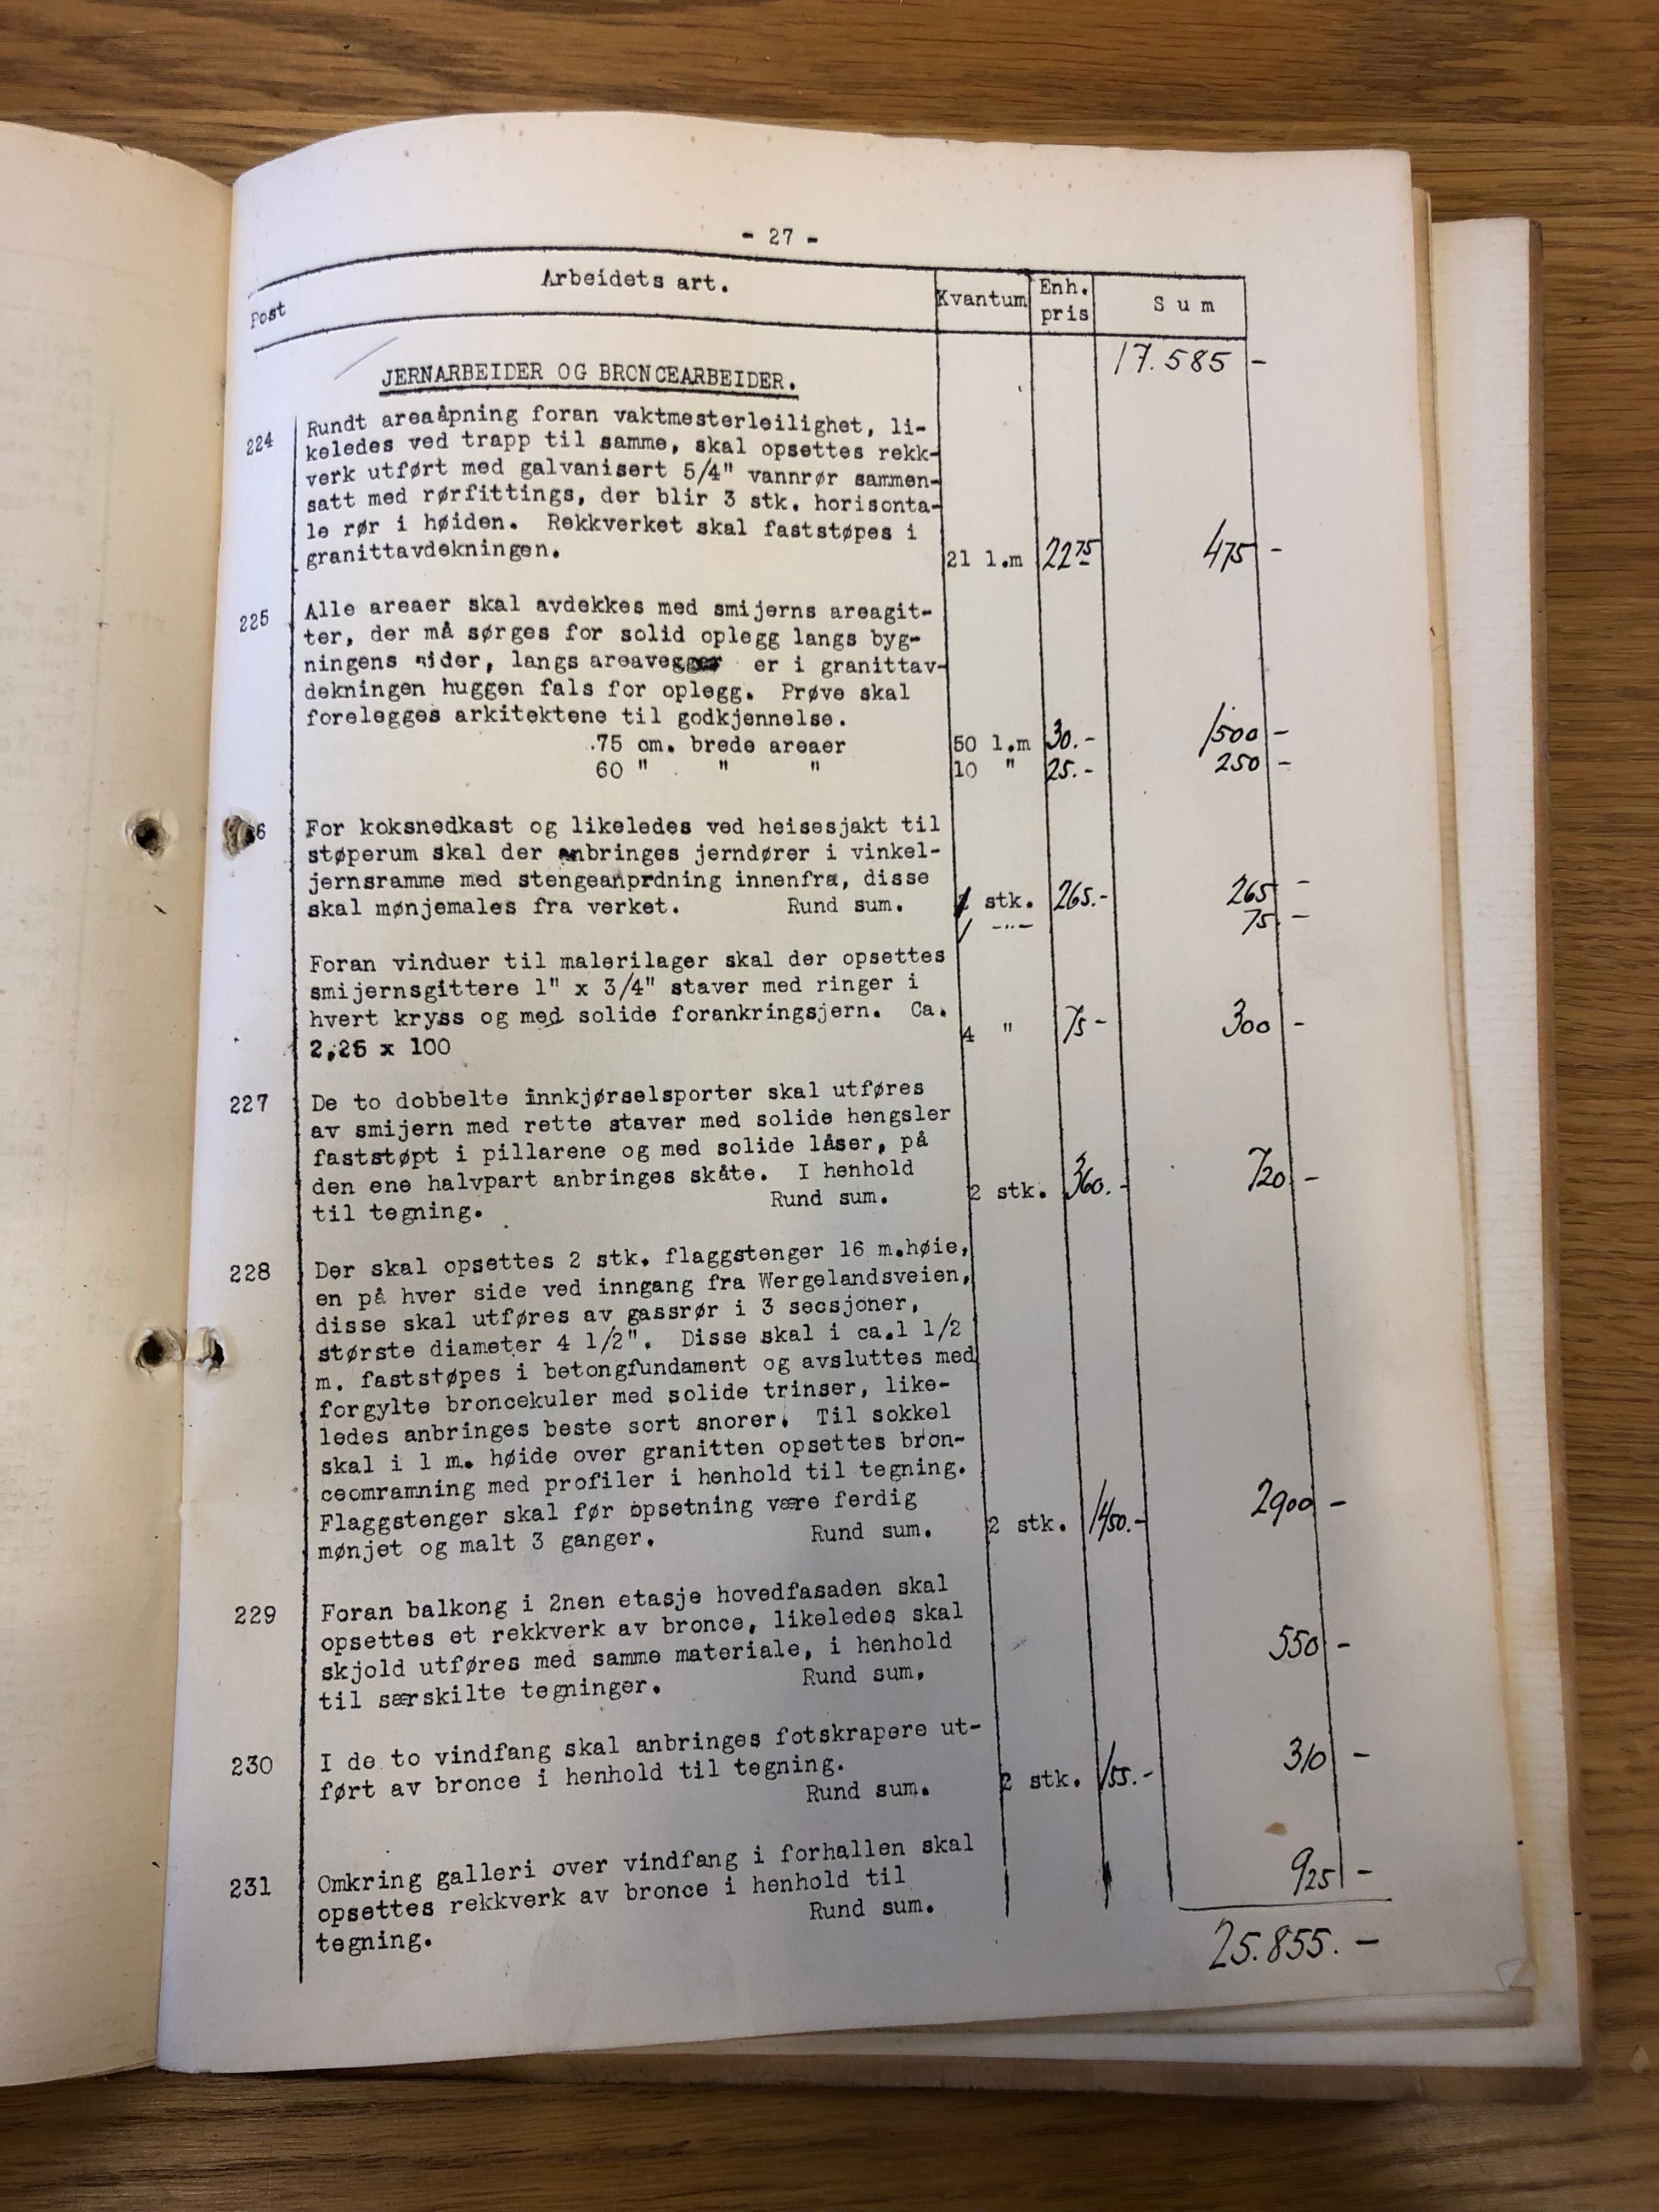 - 27 -
Post Arbeidets art. Kvantum Enh. pris Sum
17.585 -
JERNARBEIDER OG BRONCEARBEIDER.
224 Rundt areaåpning foran vaktmesterleilighet, li-
keledes ved trapp til samme, skal opsettes rekk-
verk utført med galvanisert 5/4" vannrør sammen-
satt med rørfittings, der blir 3 stk. horisonta-
le rør i høiden. Rekkverket skal faststøpes i
granittavdekningen. 21 l.m 22 75 475 -
225 Alle areaer skal avdekkes med smijerns areagit-
ter, der må sørges for solid oplegg langs byg-
ningens sider, langs areavegger er i granittav-
dekningen huggen fals for oplegg. Prøve skal
forelegges arkitektene til godkjennelse.
75 cm. brede areaer 50 l.m 30.- 1500 -
60 " " " 10 " 25.- 250 -
6 For koksnedkast og likeledes ved heisesjakt til
støperum skal der anbringes jerndører i vinkel-
jernsramme med stengeanprdning innenfra, disse
skal mønjemales fra verket. Rund sum. 1 stk. 265.- 265 -
1 -"- 75 -
Foran vinduer til malerilager skal der opsettes
smijernsgittere 1" x 3/4" staver med ringer i
hvert kryss og med solide forankringsjern. Ca.
2,25 x 100 4 " 75 - 300 -
227 De to dobbelte innkjørselsporter skal utføres
av smijern med rette staver med solide hengsler
faststøpt i pillarene og med solide låser, på
den ene halvpart anbringes skåte. I henhold
til tegning. Rund sum. 2 stk. 360.- 720 -
228 Der skal opsettes 2 stk. flaggstenger 16 m.høie,
en på hver side ved inngang fra Wergelandsveien,
disse skal utføres av gassrør i 3 secsjoner,
største diameter 4 1/2". Disse skal i ca.1 1/2
m. faststøpes i betongfundament og avsluttes med
forgylte broncekuler med solide trinser, like-
ledes anbringes beste sort snorer. Til sokkel
skal i 1 m. høide over granitten opsettes bron-
ceomramning med profiler i henhold til tegning.
Flaggstenger skal før opsetning være ferdig
mønjet og malt 3 ganger. Rund sum. 2 stk. 1450.- 2900 -
229 Foran balkong i 2nen etasje hovedfasaden skal
opsettes et rekkverk av bronce, likeledes skal
skjold utføres med samme materiale, i henhold
til særskilte tegninger. Rund sum. 550 -
230 I de to vindfang skal anbringes fotskrapere ut-
ført av bronce i henhold til tegning.
Rund sum. 2 stk. 155.- 310 -
231 Omkring galleri over vindfang i forhallen skal
opsettes rekkverk av bronce i henhold til
tegning. Rund sum. 925 -
25.855.-